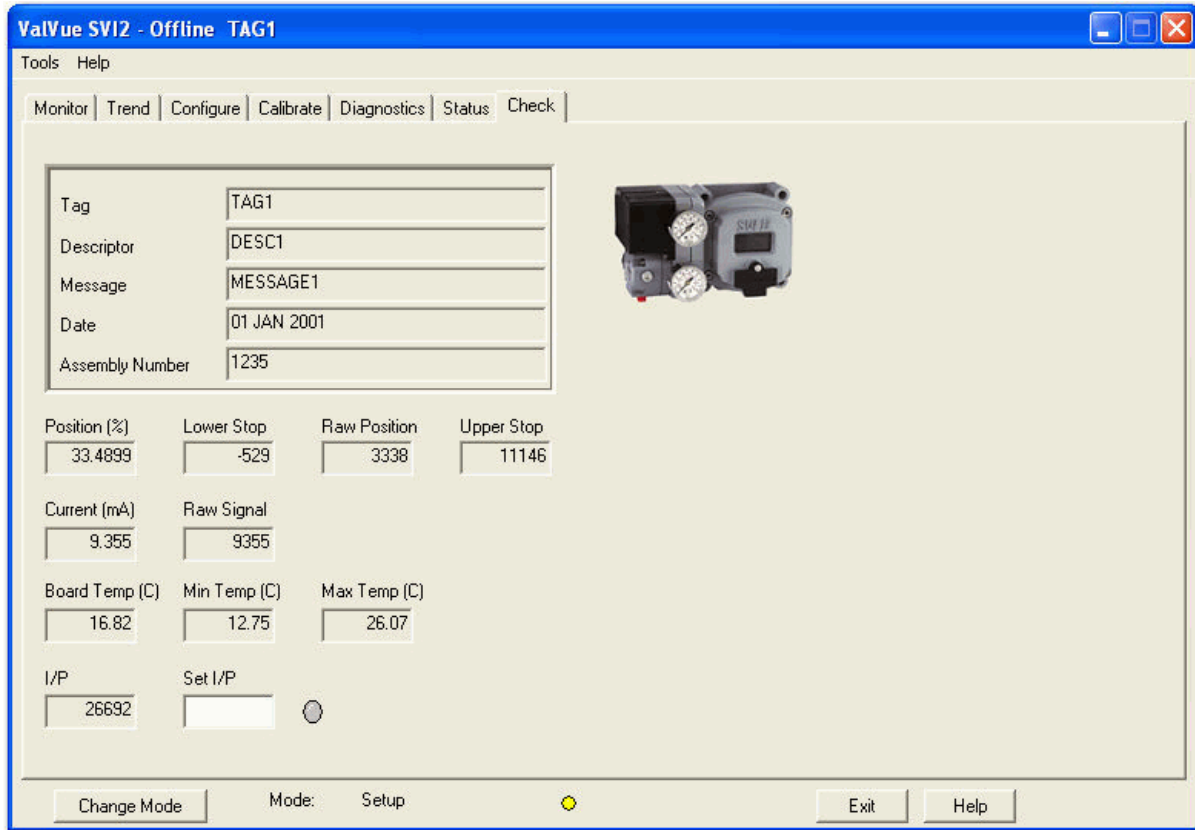 ValVue SVI2 - Offline TAG1
Tools Help
Monitor Trend Configure Calibrate Diagnostics Status Check
Tag TAG1
Descriptor DESC1
Message MESSAGE1
Date 01 JAN 2001
Assembly Number 1235
SVI II
Position (%) Lower Stop Raw Position Upper Stop
33.4899 -529 3338 11146
Current (mA) Raw Signal
9.355 9355
Board Temp (C) Min Temp (C) Max Temp (C)
16.82 12.75 26.07
I/P Set I/P
26692
Change Mode Mode: Setup Exit Help